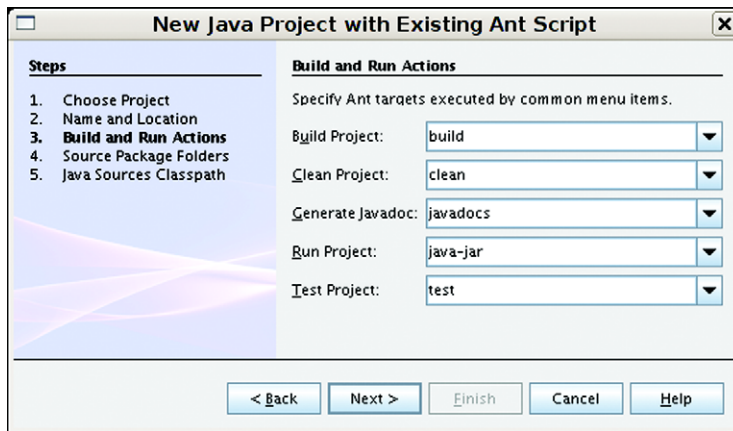 New Java Project with Existing Ant Script
Steps
1. Choose Project
2. Name and Location
3. Build and Run Actions
4. Source Package Folders
5. Java Sources Classpath
Build and Run Actions
Specify Ant targets executed by common menu items.
Build Project: build
Clean Project: clean
Generate Javadoc: javadocs
Run Project: java-jar
Test Project: test
< Back Next > Finish Cancel Help